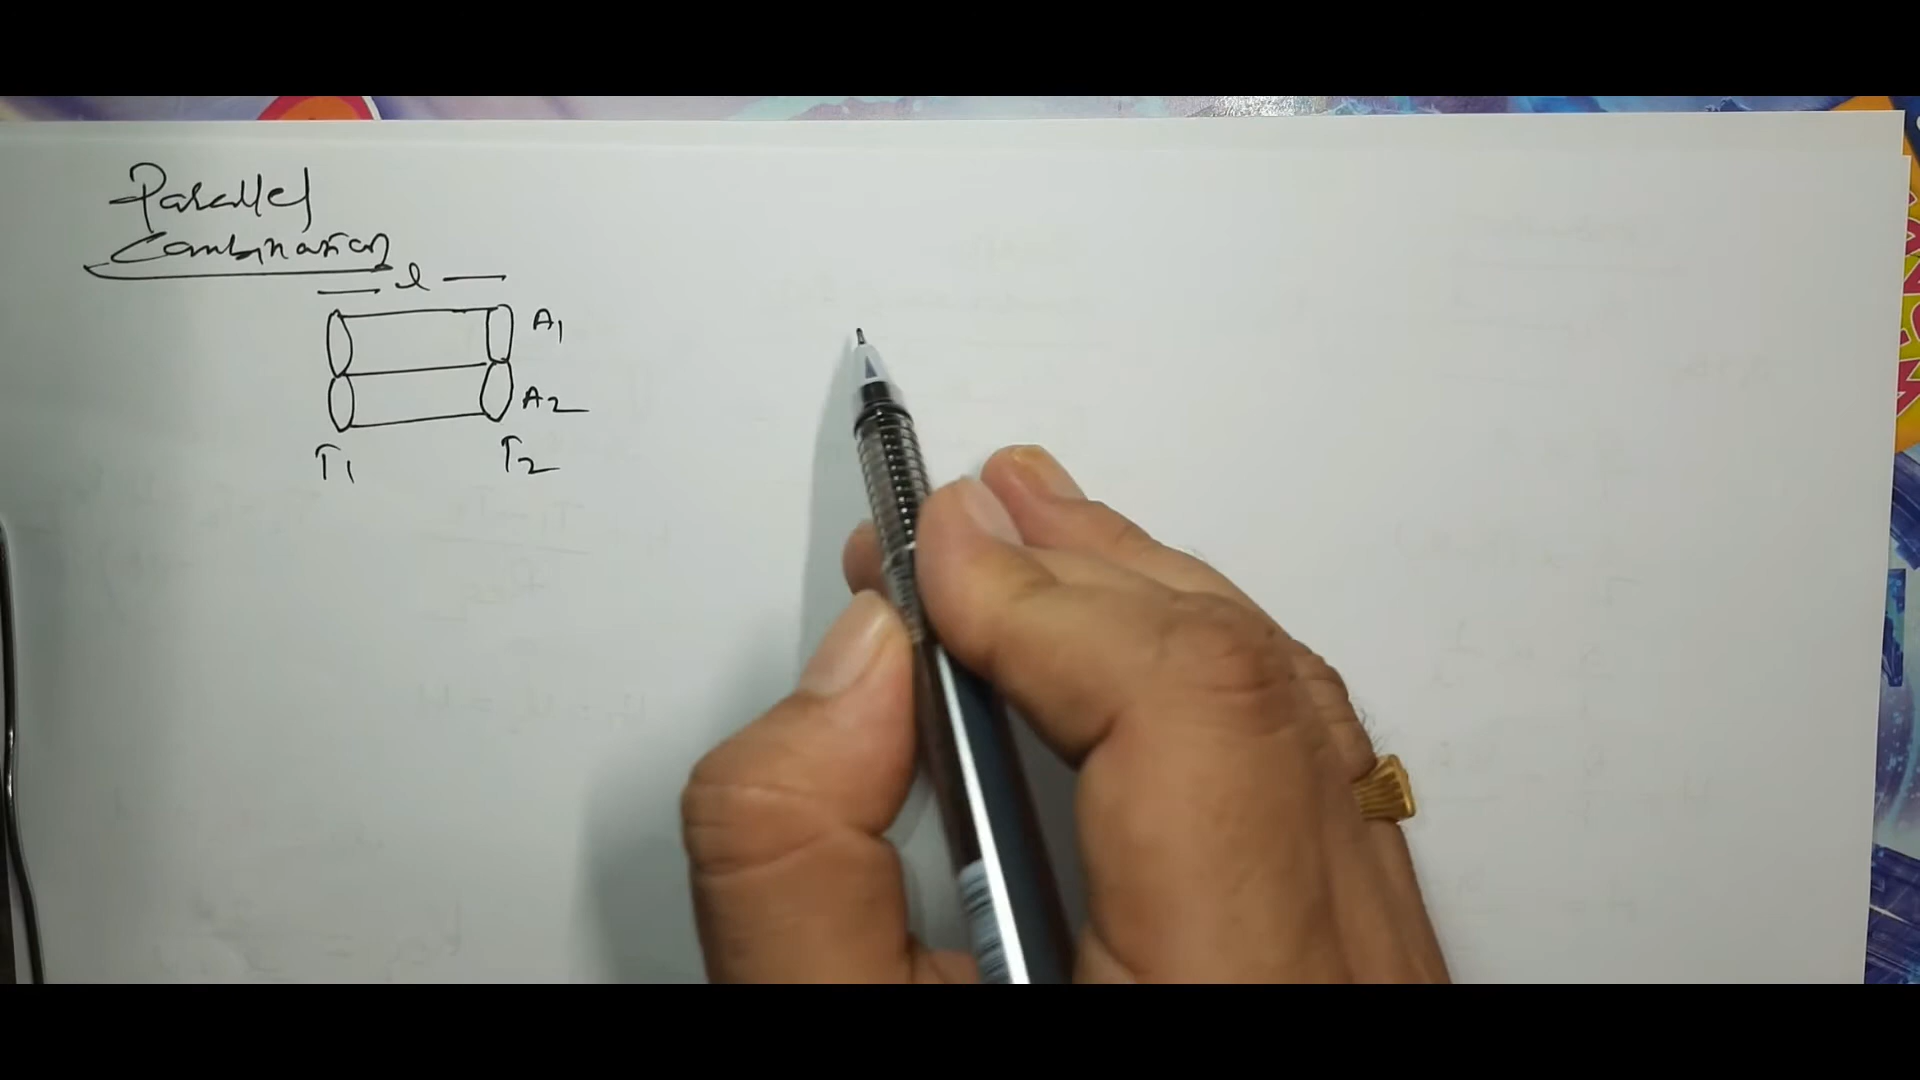 Parallel
Combination
l
A1
A2
T1 T2